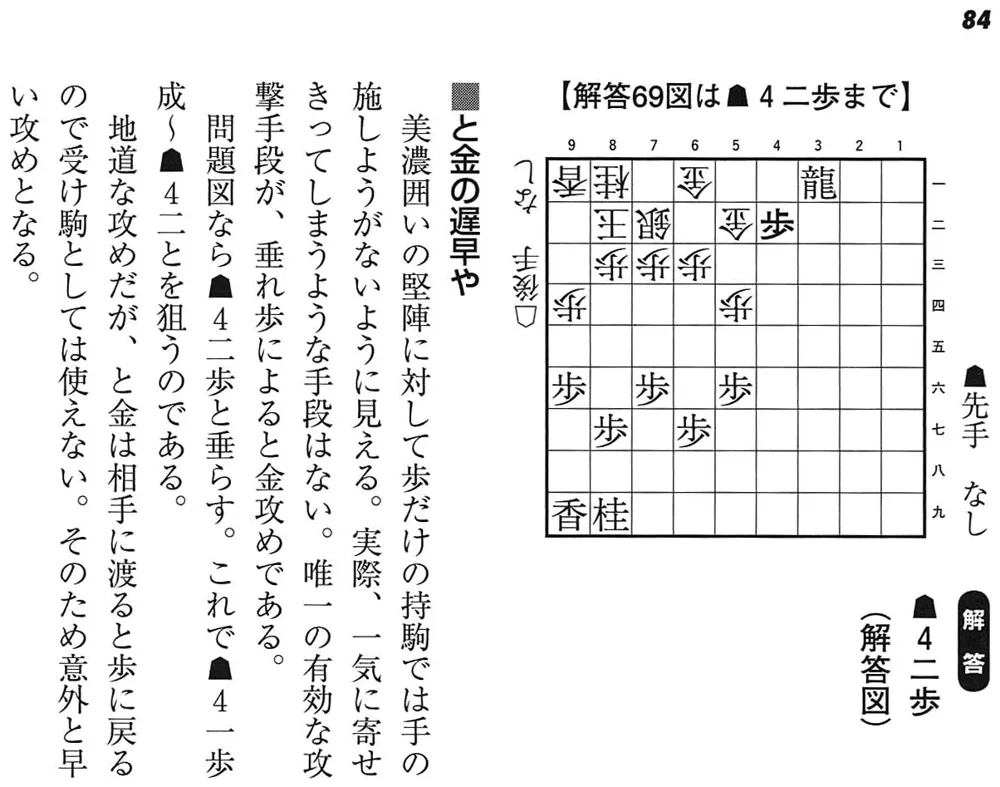 84
解答
☗4二歩
(解答図)
【解答69図は☗4二歩まで】
☗先手 なし
9 8 7 6 5 4 3 2 1
香桂 金 龍 一
王銀 金歩 二
歩歩歩 三
歩 歩 四
五
歩 歩 歩 六
歩 歩 七
八
香桂 九
☖後手 なし
■と金の遅早や
美濃囲いの堅陣に対して歩だけの持駒では手の
施しようがないように見える。実際、一気に寄せ
きってしまうような手段はない。唯一の有効な攻
撃手段が、垂れ歩によると金攻めである。
問題図なら☗4二歩と垂らす。これで☗4一歩
成〜☗4二とを狙うのである。
地道な攻めだが、と金は相手に渡ると歩に戻る
ので受け駒としては使えない。そのため意外と早
い攻めとなる。